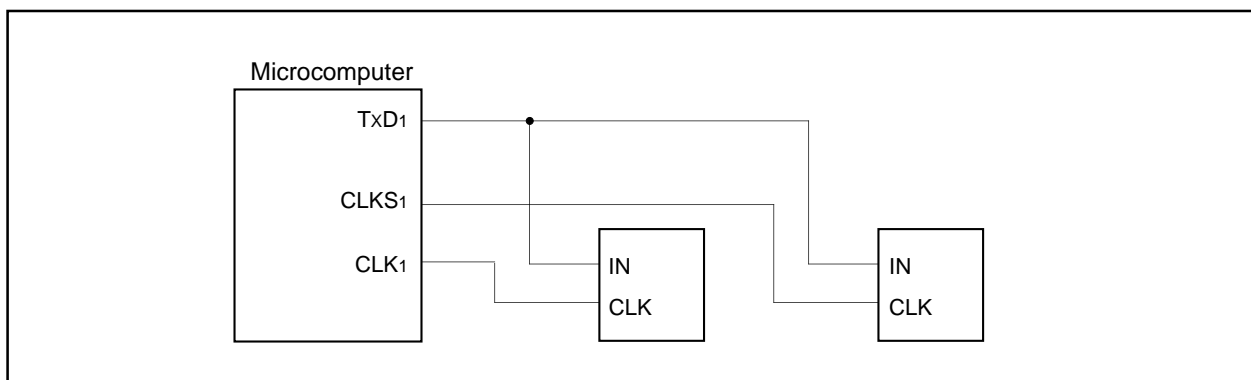 Microcomputer
TxD1
CLKS1
CLK1
IN
CLK
IN
CLK